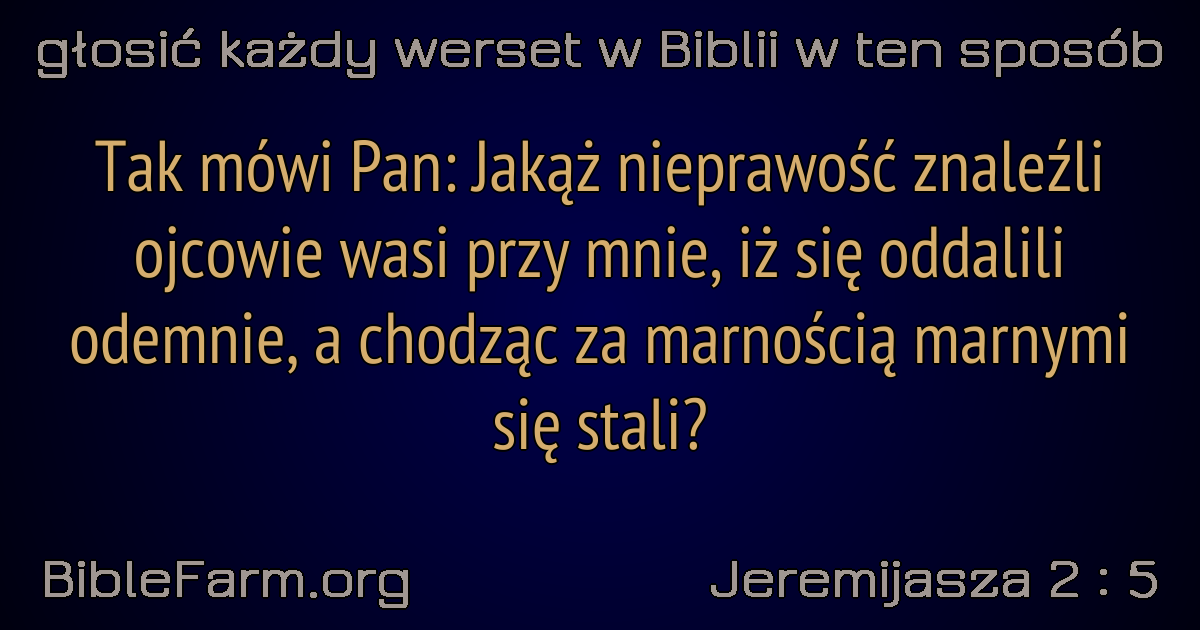 głosić każdy werset w Biblii w ten sposób
Tak mówi Pan: Jakąż nieprawość znaleźli
ojcowie wasi przy mnie, iż się oddalili
odemnie, a chodząc za marnością marnymi
się stali?
BibleFarm.org
Jeremijasza 2 : 5